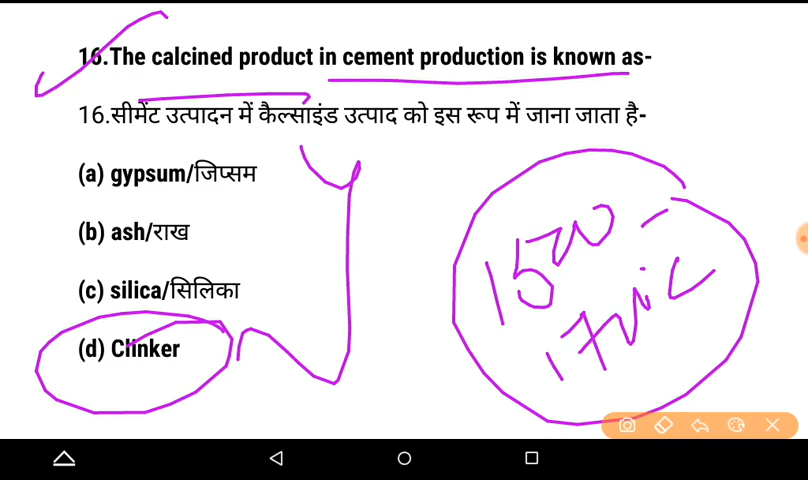 16.The calcined product in cement production is known as-
16.सीमेंट उत्पादन में कैल्साइंड उत्पाद को इस रूप में जाना जाता है-
(a) gypsum/जिप्सम
(b) ash/राख
(c) silica/सिलिका
(d) Clinker
1500 -
1700°C